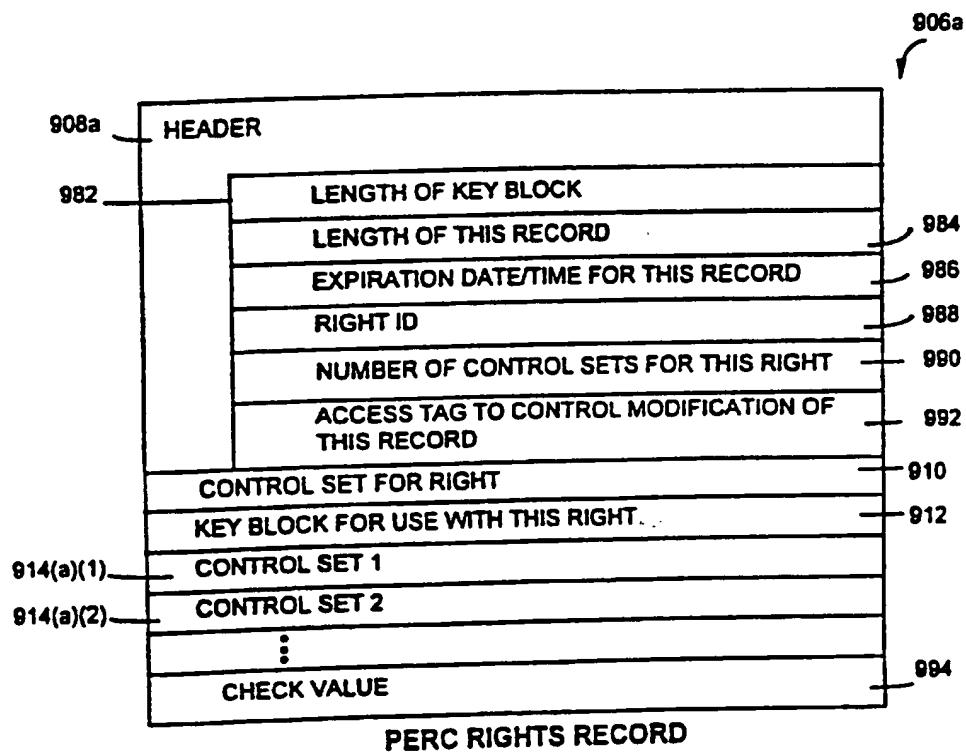 906a
908a HEADER
982 LENGTH OF KEY BLOCK
LENGTH OF THIS RECORD 984
EXPIRATION DATE/TIME FOR THIS RECORD 986
RIGHT ID 988
NUMBER OF CONTROL SETS FOR THIS RIGHT 990
ACCESS TAG TO CONTROL MODIFICATION OF
THIS RECORD 992
CONTROL SET FOR RIGHT 910
KEY BLOCK FOR USE WITH THIS RIGHT 912
914(a)(1) CONTROL SET 1
914(a)(2) CONTROL SET 2
CHECK VALUE 994
PERC RIGHTS RECORD